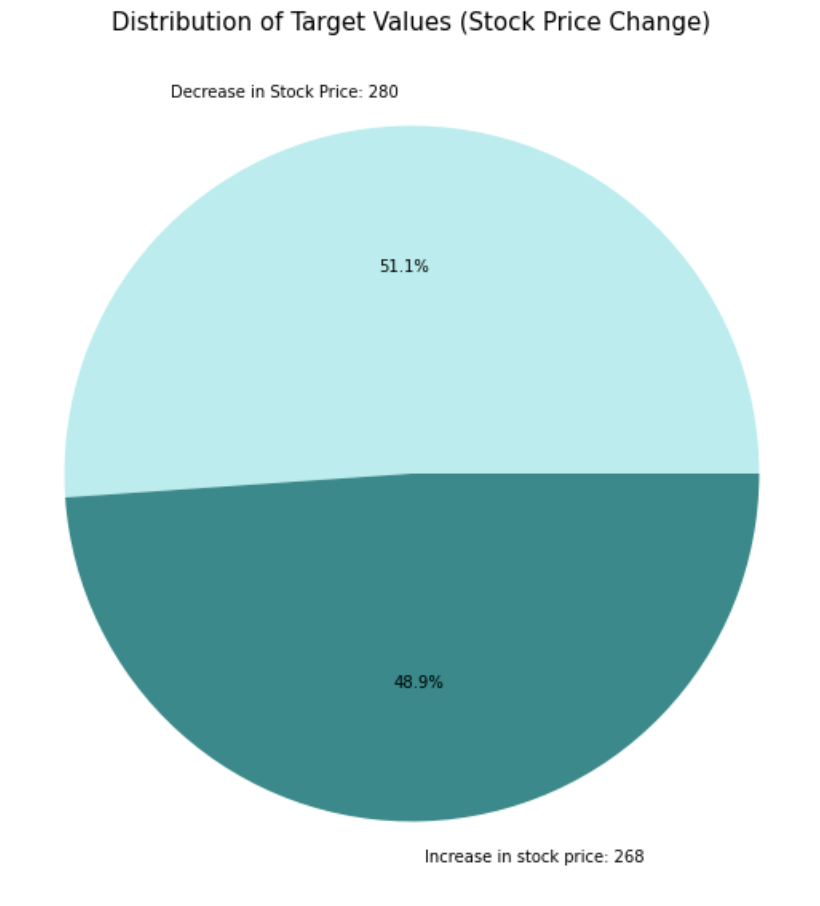 Distribution of Target Values (Stock Price Change)
Decrease in Stock Price: 280
51.1%
48.9%
Increase in stock price: 268